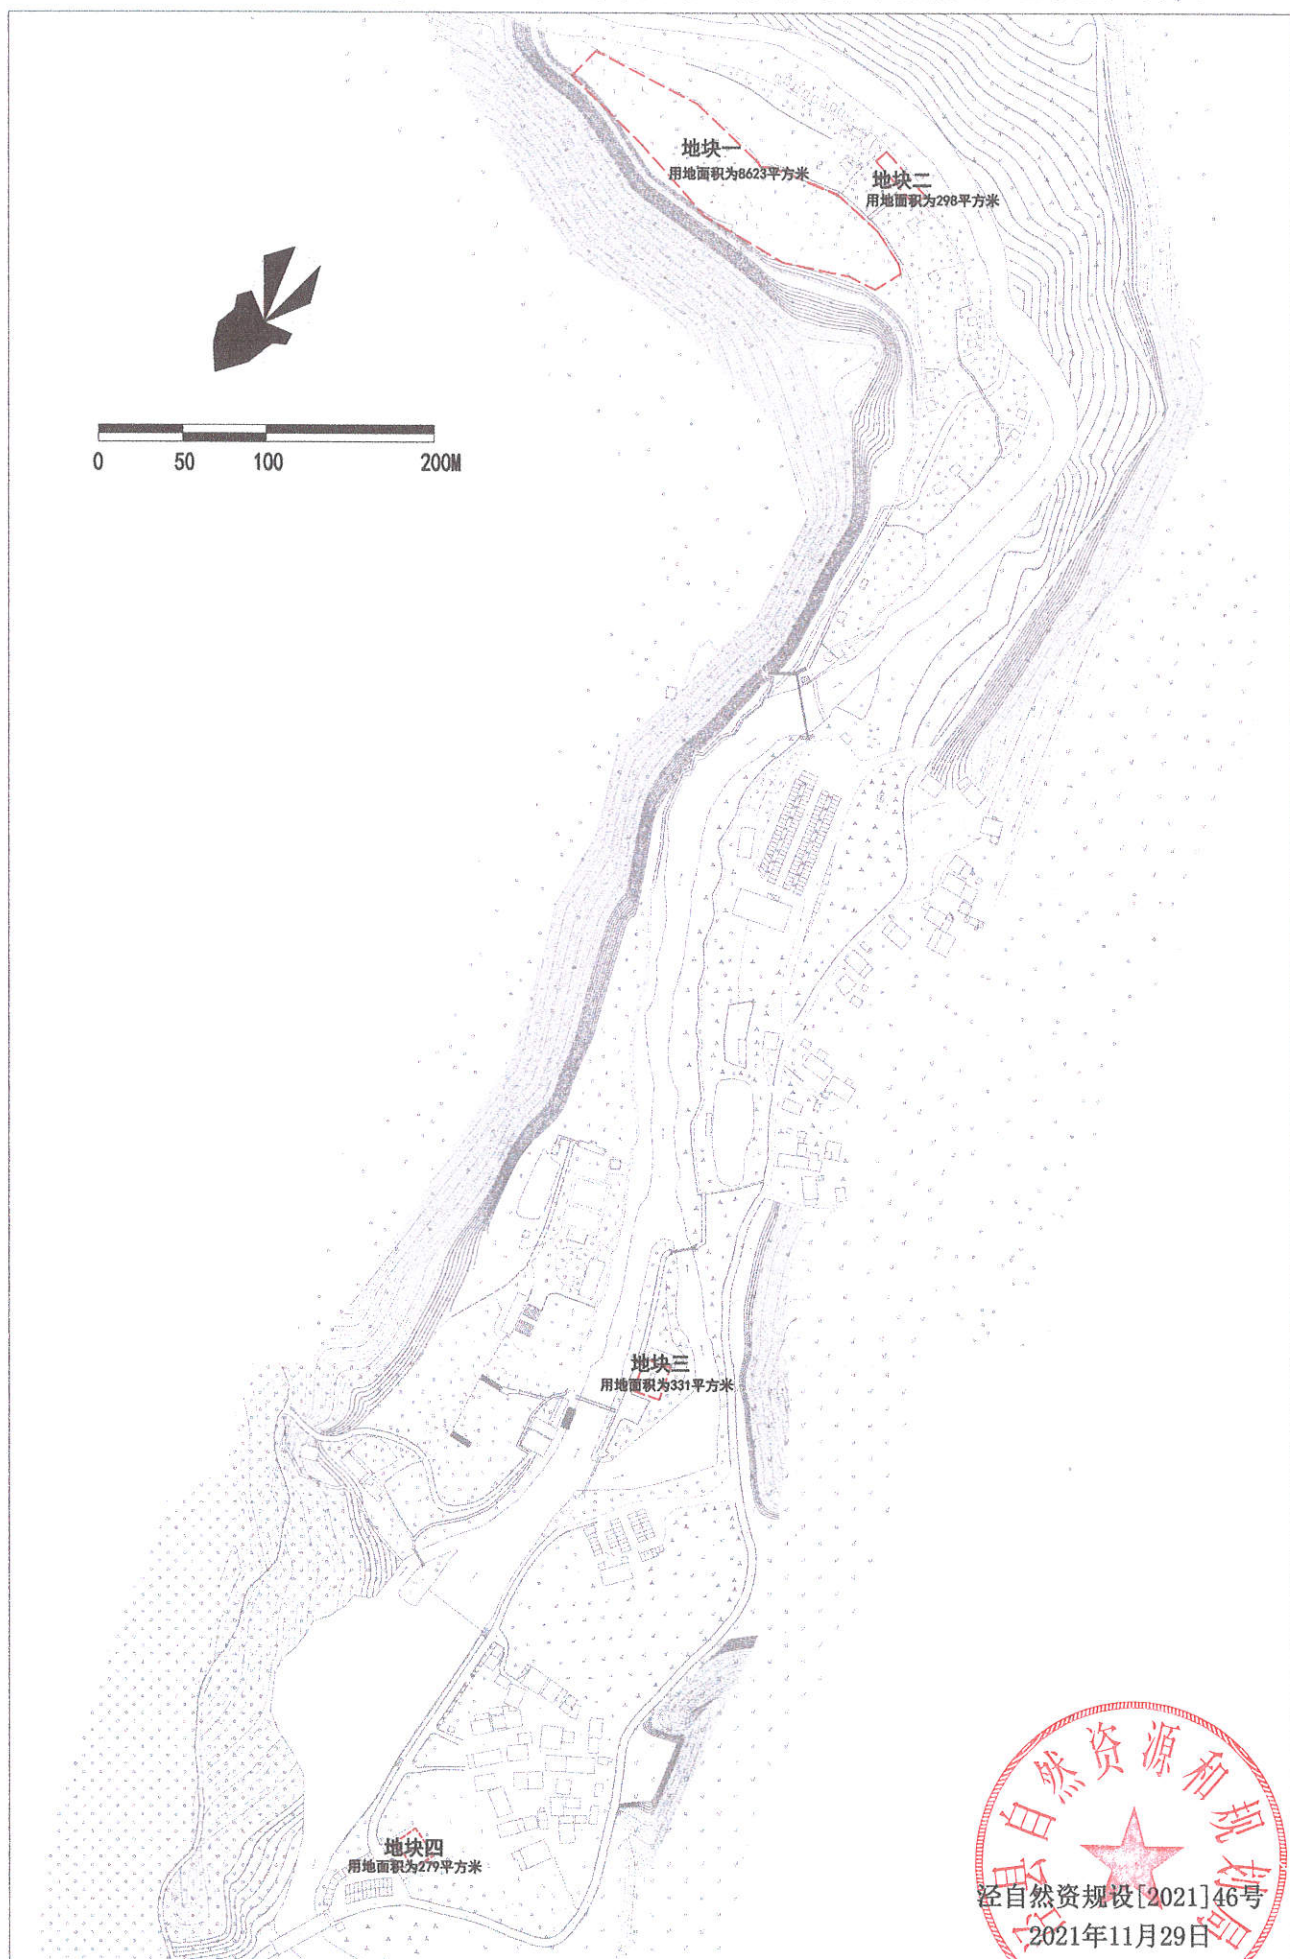 地块一
用地面积为8623平方米
地块二
用地面积为298平方米
0 50 100 200M
地块三
用地面积为331平方米
地块四
用地面积为279平方米
泾县自然资源和规划局
泾自然资规设[2021]46号
2021年11月29日